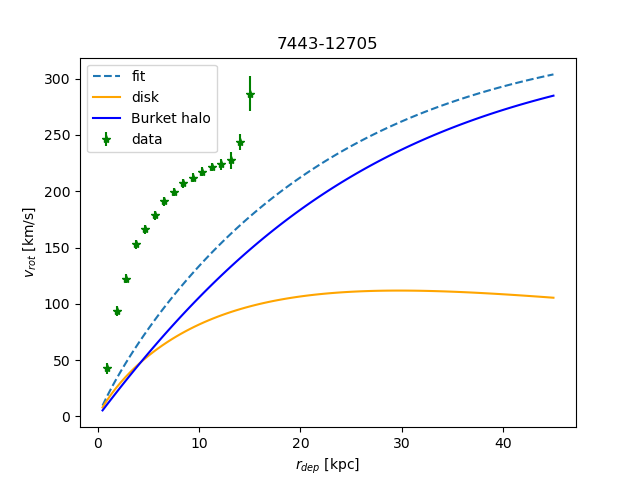 7443-12705
fit
disk
Burket halo
data
300
250
200
150
100
50
0
v_rot [km/s]
0 10 20 30 40
r_dep [kpc]